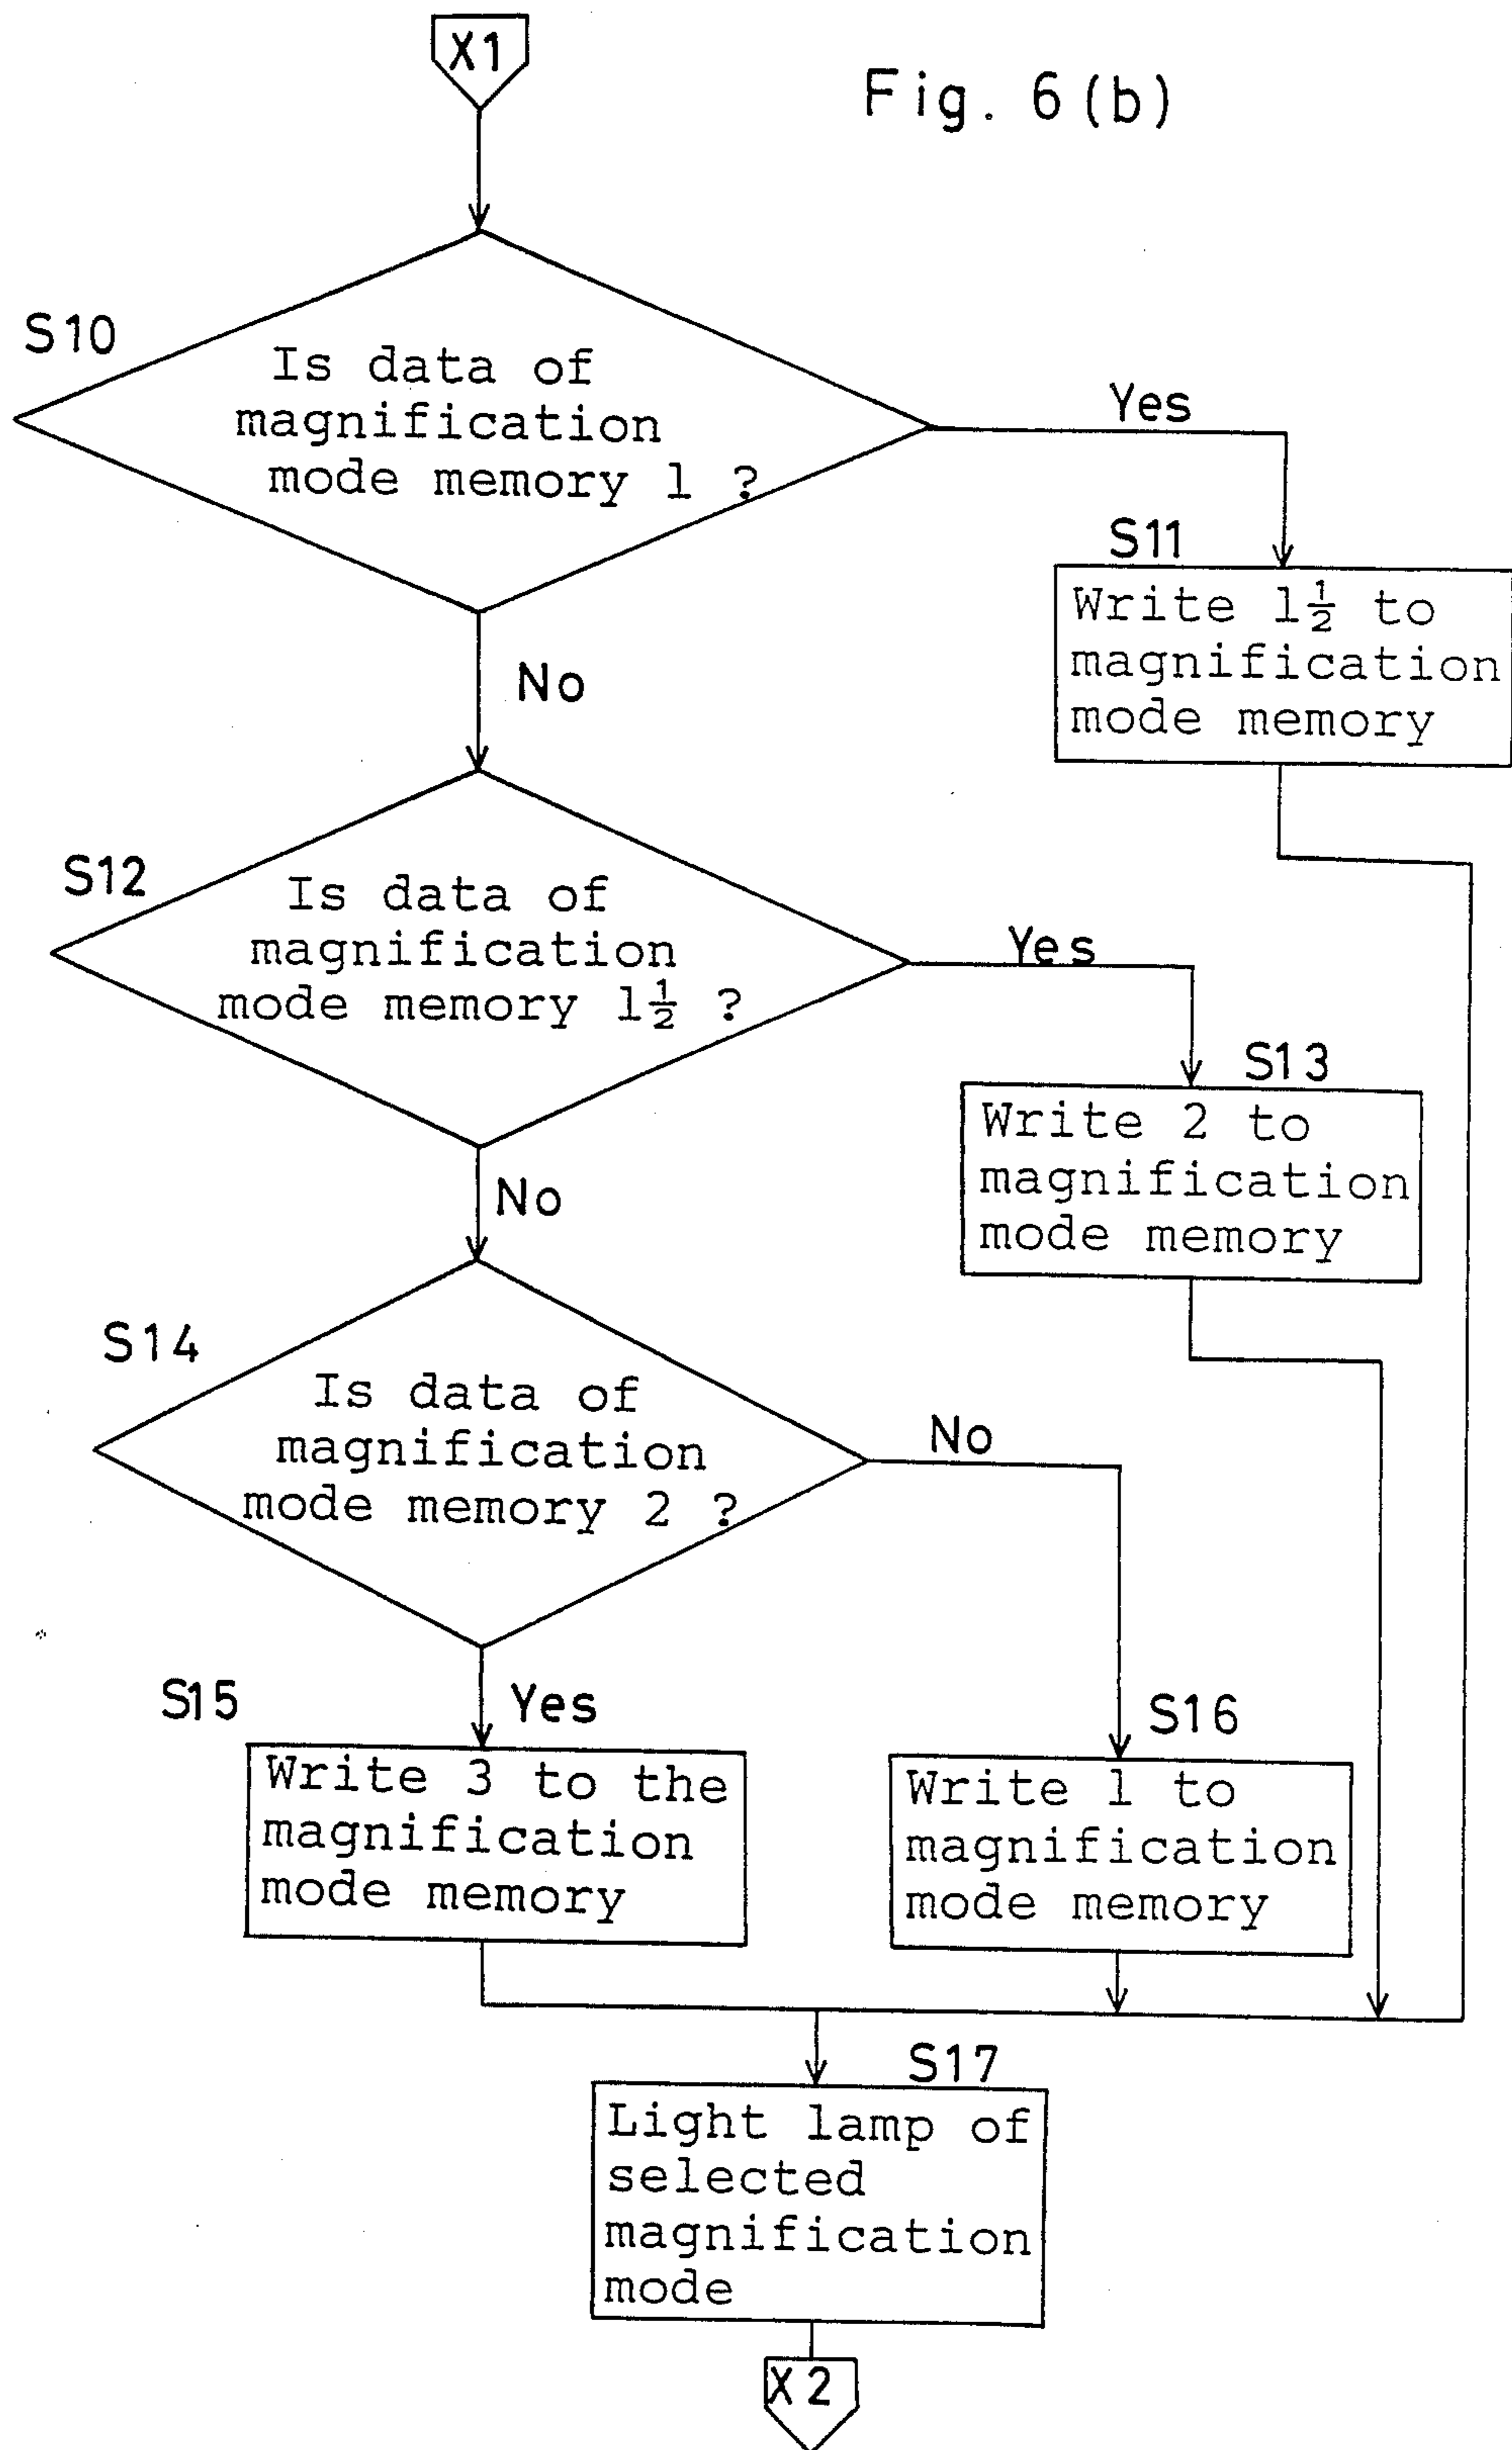 X1
Fig. 6 (b)
S10
Is data of
magnification
mode memory 1 ?
Yes
S11
Write 1½ to
magnification
mode memory
No
S12
Is data of
magnification
mode memory 1½ ?
Yes
S13
Write 2 to
magnification
mode memory
No
S14
Is data of
magnification
mode memory 2 ?
No
S15
Yes
S16
Write 3 to the
magnification
mode memory
Write 1 to
magnification
mode memory
S17
Light lamp of
selected
magnification
mode
X2